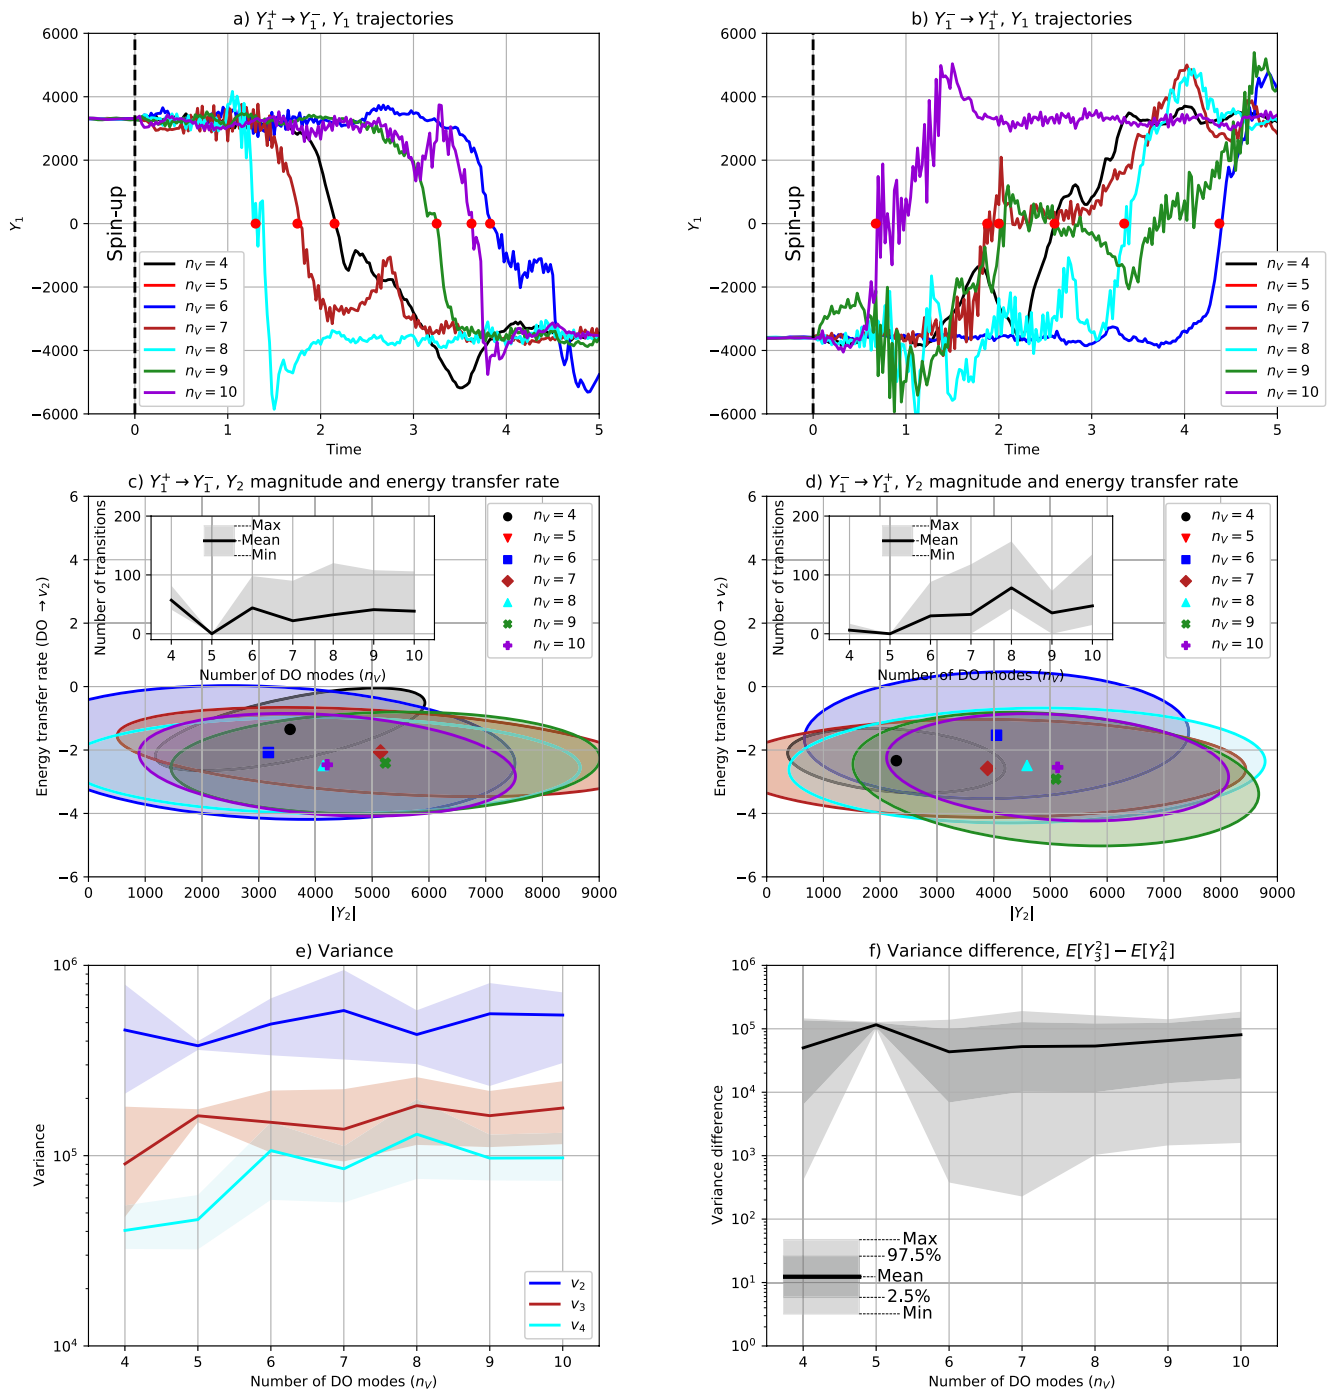 a) Y₁⁺ → Y₁⁻, Y₁ trajectories
6000
4000
2000
0
−2000
−4000
−6000
Y₁
Spin-up
n_V = 4
n_V = 5
n_V = 6
n_V = 7
n_V = 8
n_V = 9
n_V = 10
0 1 2 3 4 5
Time
b) Y₁⁻ → Y₁⁺, Y₁ trajectories
6000
4000
2000
0
−2000
−4000
−6000
Y₁
Spin-up
n_V = 4
n_V = 5
n_V = 6
n_V = 7
n_V = 8
n_V = 9
n_V = 10
0 1 2 3 4 5
Time
c) Y₁⁺ → Y₁⁻, Y₂ magnitude and energy transfer rate
6
4
2
0
−2
−4
−6
Energy transfer rate (DO → v₂)
200
100
0
Number of transitions
Max
Mean
Min
4 5 6 7 8 9 10
Number of DO modes (n_V)
n_V = 4
n_V = 5
n_V = 6
n_V = 7
n_V = 8
n_V = 9
n_V = 10
0 1000 2000 3000 4000 5000 6000 7000 8000 9000
|Y₂|
d) Y₁⁻ → Y₁⁺, Y₂ magnitude and energy transfer rate
6
4
2
0
−2
−4
−6
Energy transfer rate (DO → v₂)
200
100
0
Number of transitions
Max
Mean
Min
4 5 6 7 8 9 10
Number of DO modes (n_V)
n_V = 4
n_V = 5
n_V = 6
n_V = 7
n_V = 8
n_V = 9
n_V = 10
0 1000 2000 3000 4000 5000 6000 7000 8000 9000
|Y₂|
e) Variance
10⁶
10⁵
10⁴
Variance
v₂
v₃
v₄
4 5 6 7 8 9 10
Number of DO modes (n_V)
f) Variance difference, E[Y₃²] − E[Y₄²]
10⁶
10⁵
10⁴
10³
10²
10¹
10⁰
Variance difference
Max
97.5%
Mean
2.5%
Min
4 5 6 7 8 9 10
Number of DO modes (n_V)